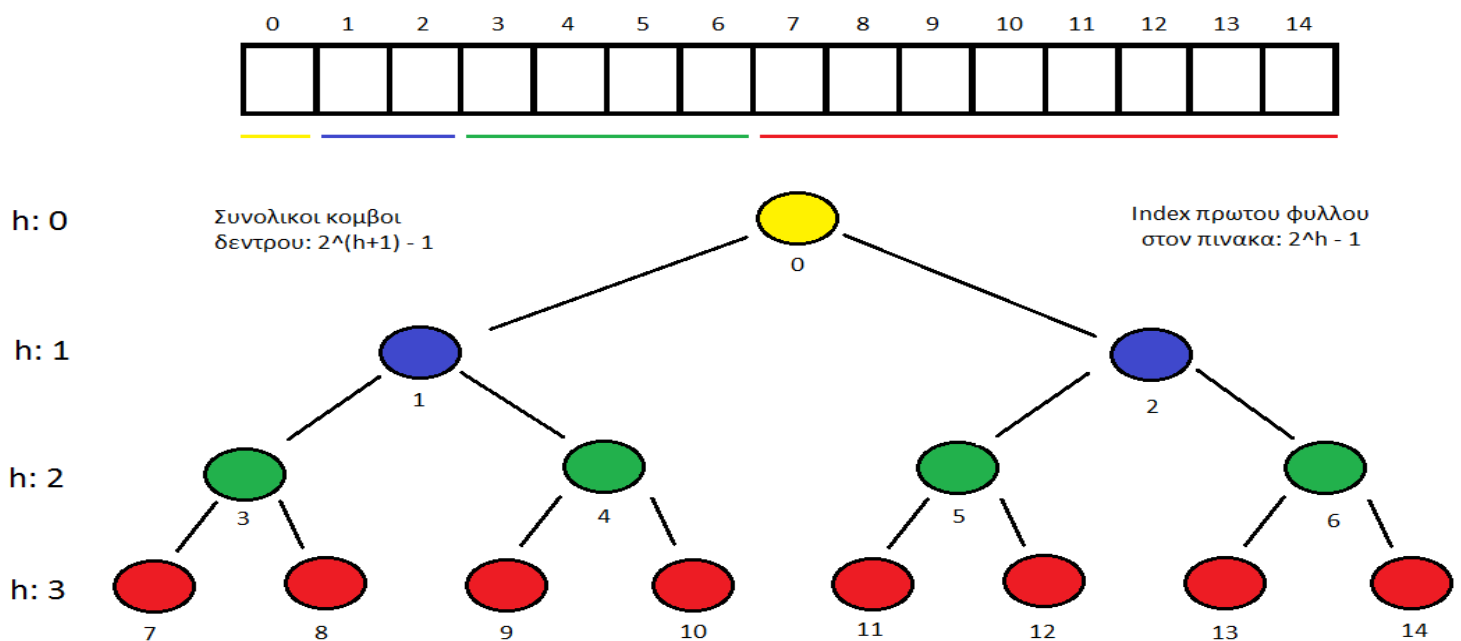 0 1 2 3 4 5 6 7 8 9 10 11 12 13 14
h: 0
Συνολικοι κομβοι
δεντρου: 2^(h+1) - 1
Index πρωτου φυλλου
στον πινακα: 2^h - 1
0
h: 1
1 2
h: 2
3 4 5 6
h: 3
7 8 9 10 11 12 13 14